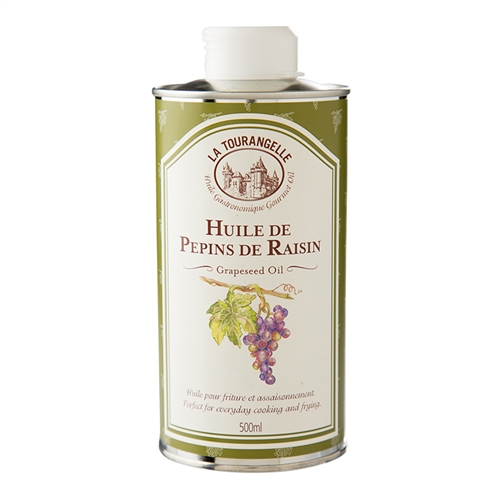 LA TOURANGELLE
Huile Gastronomique Gourmet Oil
HUILE DE
PEPINS DE RAISIN
Grapeseed Oil
Huile pour friture et assaisonnement.
Perfect for everyday cooking and frying.
500ml